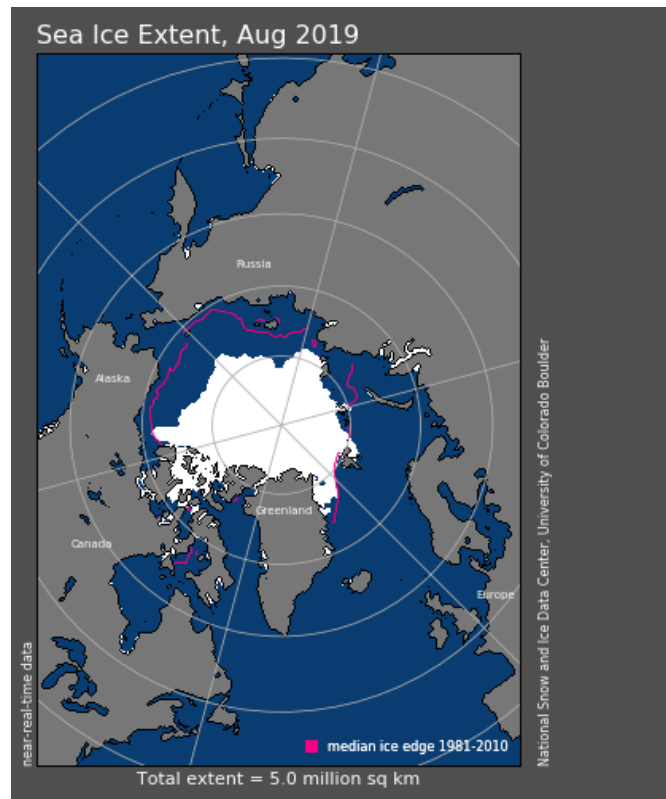 Sea Ice Extent, Aug 2019
Russia
Alaska
Greenland
Canada
Europe
near-real-time data
National Snow and Ice Data Center, University of Colorado Boulder
median ice edge 1981-2010
Total extent = 5.0 million sq km